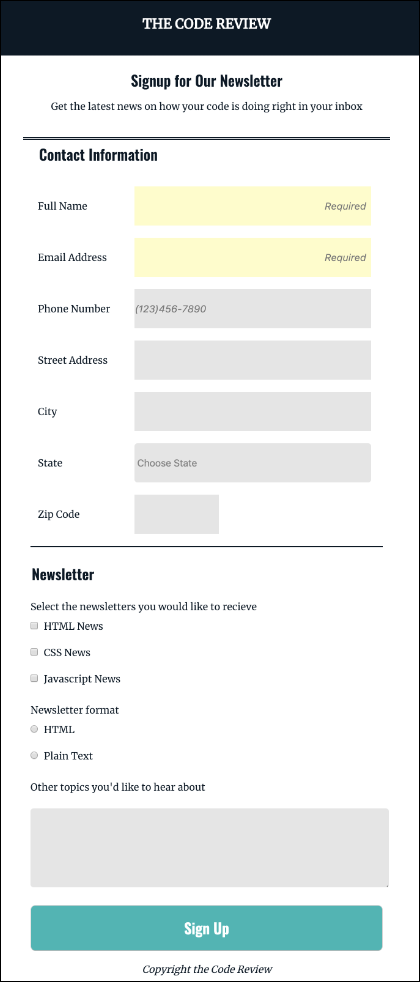 THE CODE REVIEW
Signup for Our Newsletter
Get the latest news on how your code is doing right in your inbox
Contact Information
Full Name
Required
Email Address
Required
Phone Number
(123)456-7890
Street Address
City
State
Choose State
Zip Code
Newsletter
Select the newsletters you would like to recieve
HTML News
CSS News
Javascript News
Newsletter format
HTML
Plain Text
Other topics you'd like to hear about
Sign Up
Copyright the Code Review